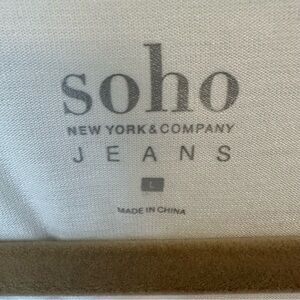 soho
NEW YORK & COMPANY
JEANS
L
MADE IN CHINA